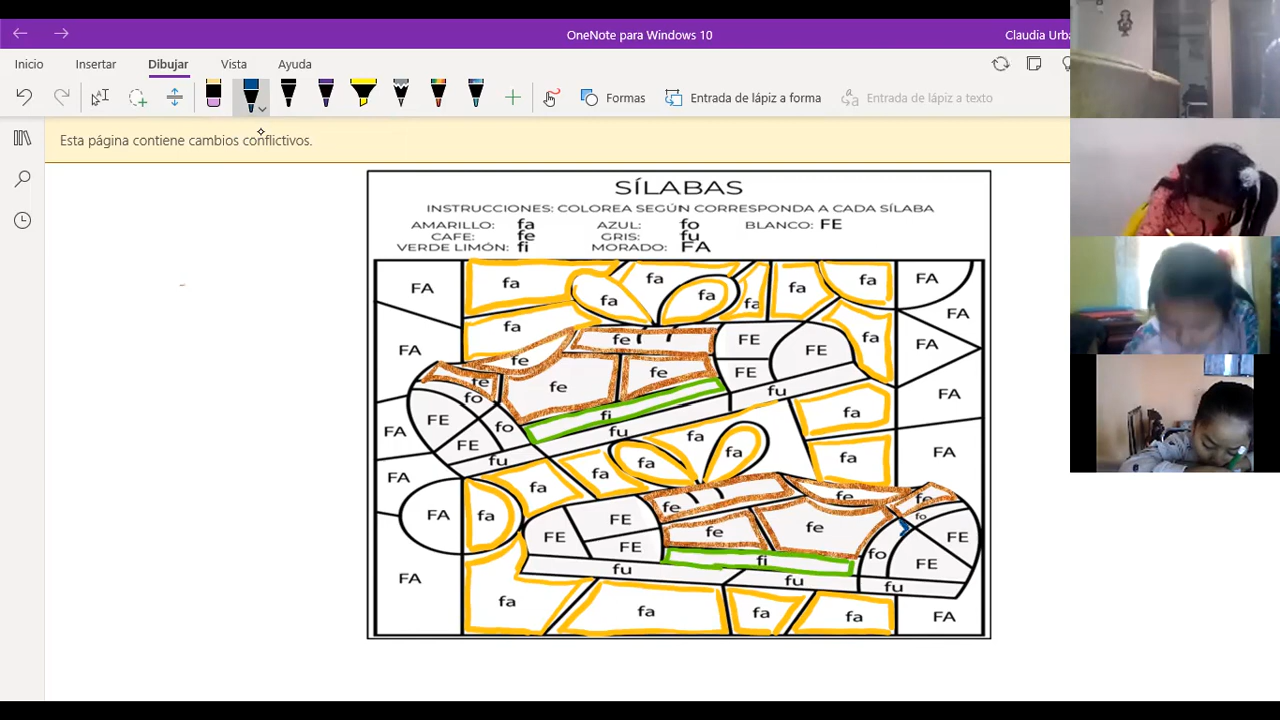 OneNote para Windows 10
Claudia Urba
Inicio Insertar Dibujar Vista Ayuda
Formas Entrada de lápiz a forma Entrada de lápiz a texto
Esta página contiene cambios conflictivos.
SÍLABAS
INSTRUCCIONES: COLOREA SEGÚN CORRESPONDA A CADA SÍLABA
AMARILLO: fa AZUL: fo BLANCO: FE
CAFE: fe GRIS: fu
VERDE LIMÓN: fi MORADO: FA
FA fa fa fa fa fa fa fa FA
FA
fa fe FE FE fa FA
FA fe fe fe fe FE
fo fu FA
FE fo fi fa
FA FE fu fa FA
fu fa fa fa fa
FA fa
fe fe
FA fa FE fe fe fo
FE FE fe FE
fu fi fo FE
FA fu fu
fa fa fa fa FA